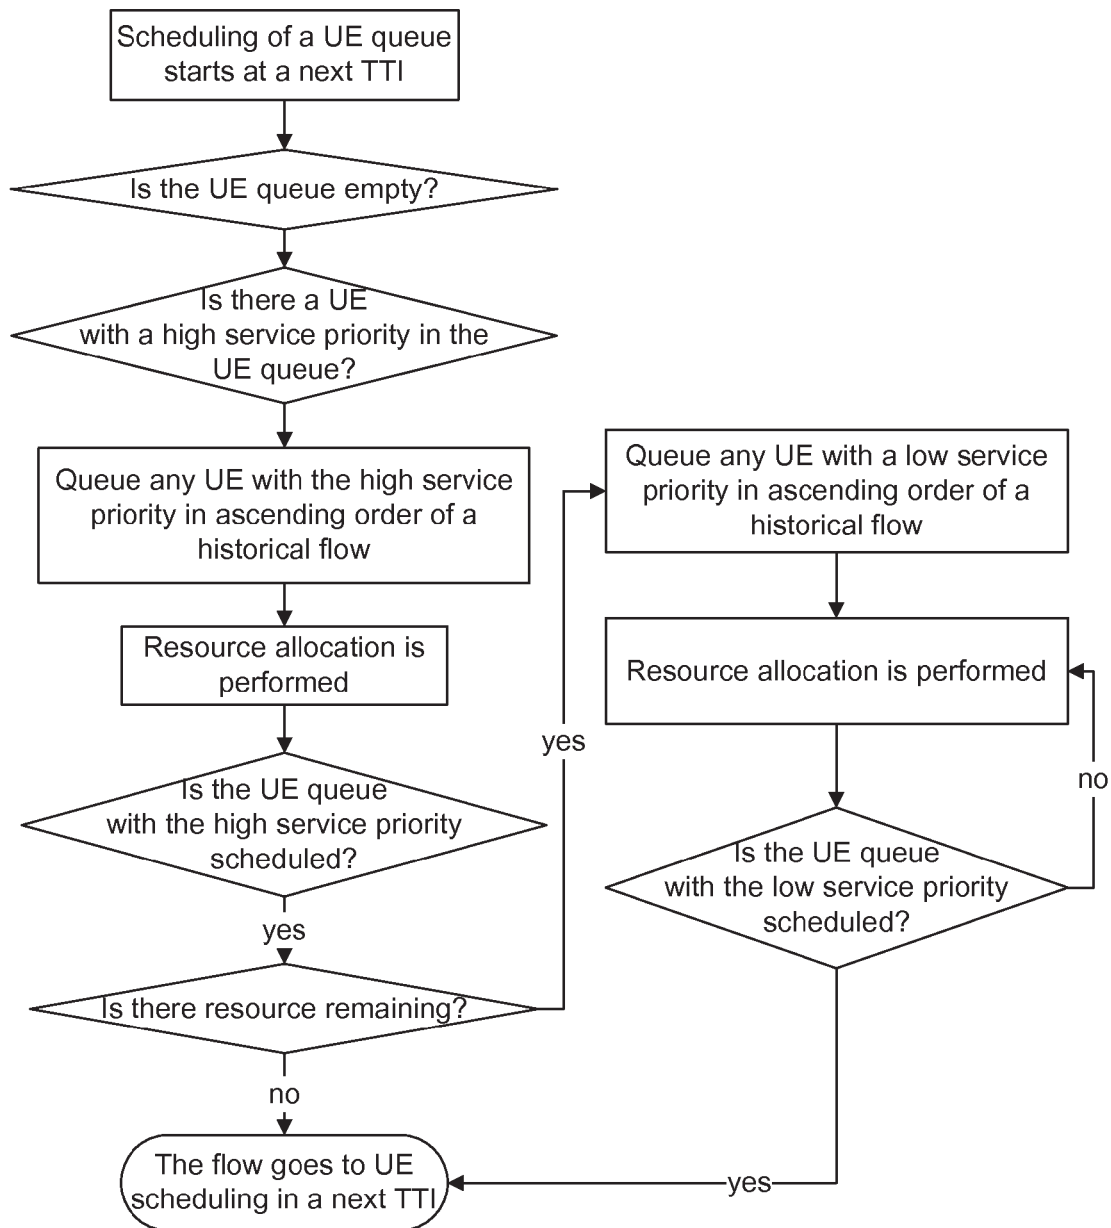 Scheduling of a UE queue
starts at a next TTI
Is the UE queue empty?
Is there a UE
with a high service priority in the
UE queue?
Queue any UE with the high service
priority in ascending order of a
historical flow
Resource allocation is
performed
Is the UE queue
with the high service priority
scheduled?
yes
Is there resource remaining?
no
The flow goes to UE
scheduling in a next TTI
yes
Queue any UE with a low service
priority in ascending order of a
historical flow
Resource allocation is performed
no
Is the UE queue
with the low service priority
scheduled?
yes